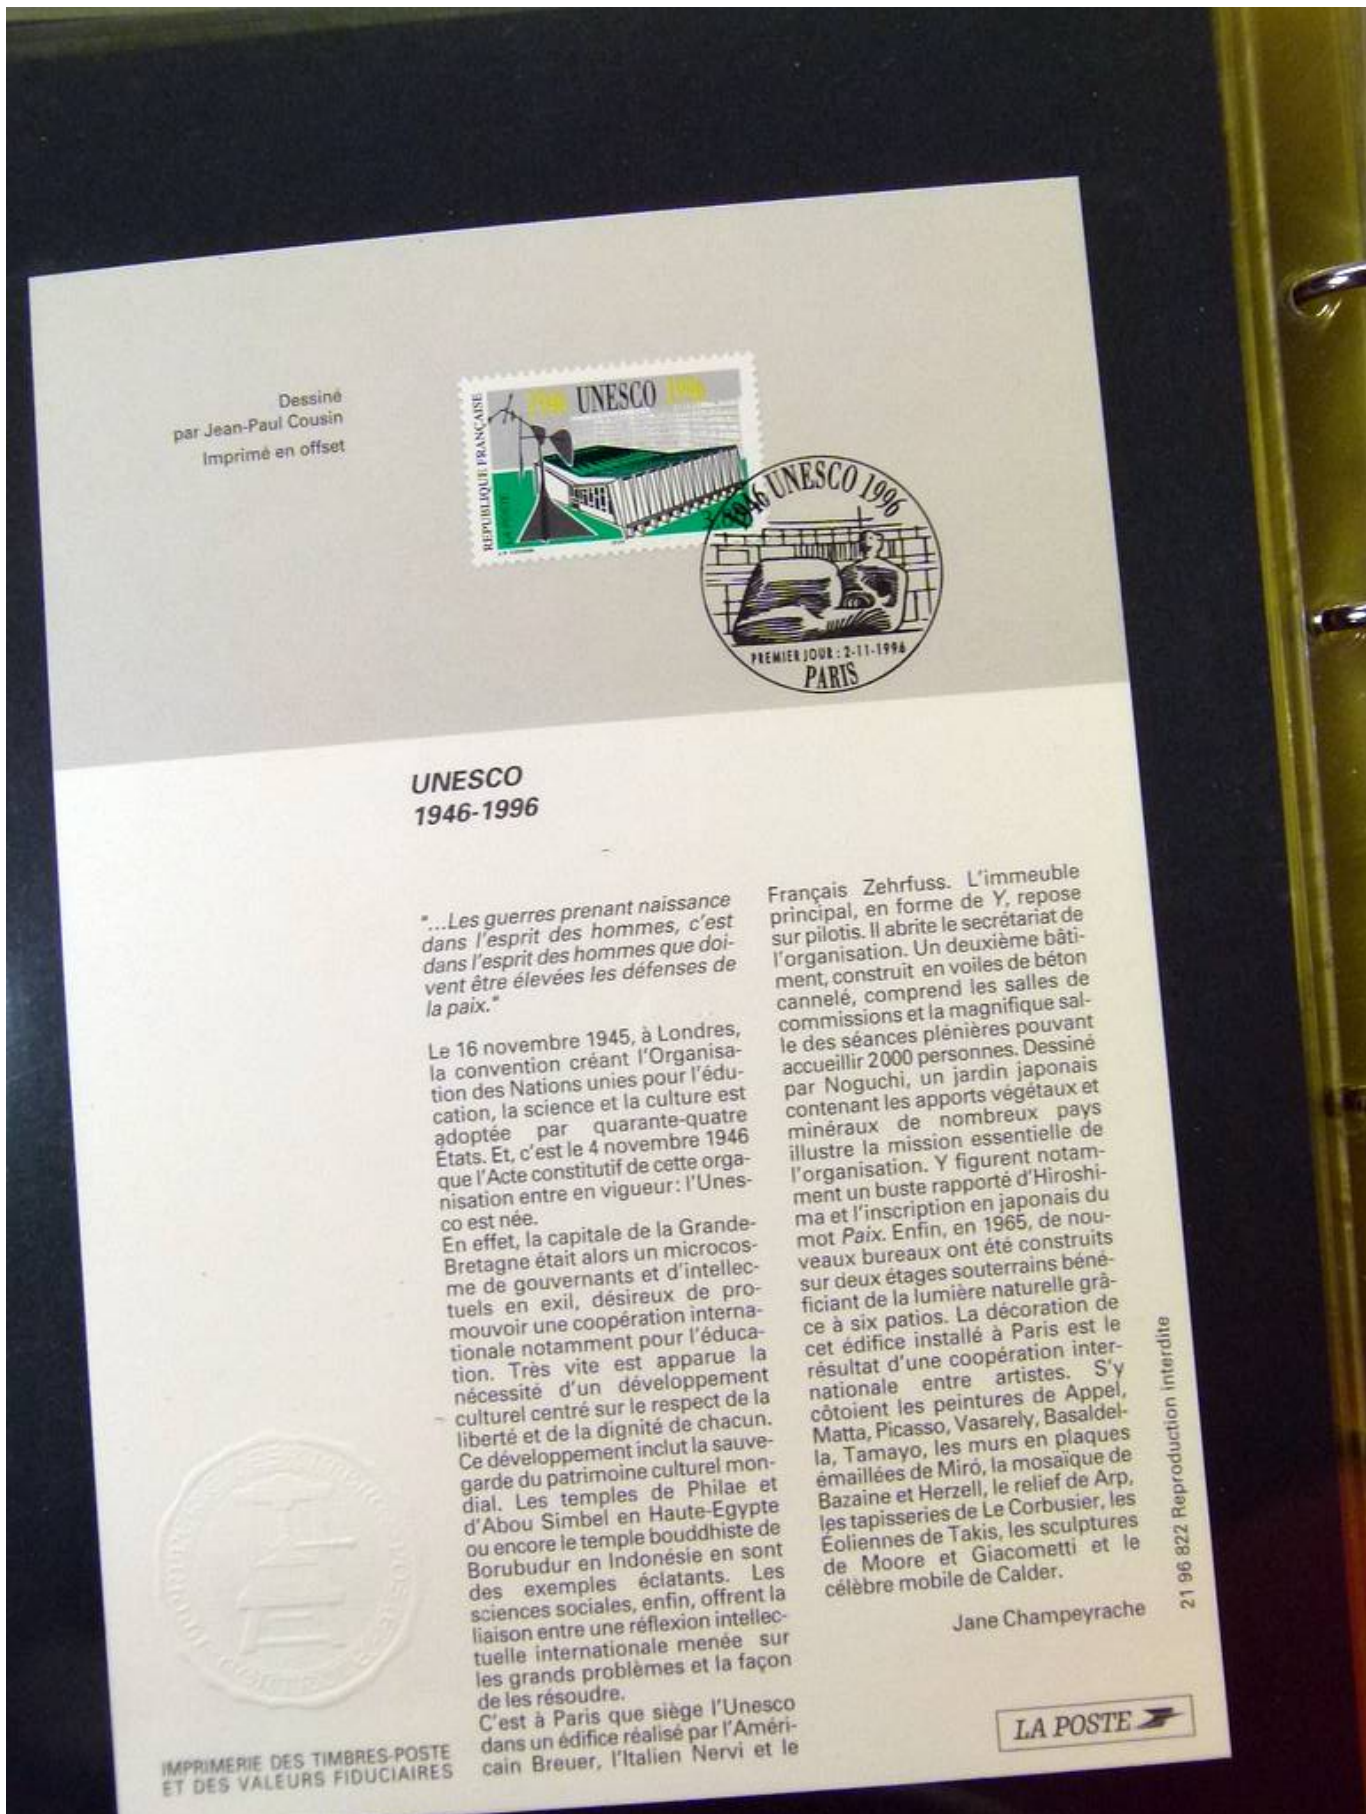 Dessiné
par Jean-Paul Cousin
Imprimé en offset
REPUBLIQUE FRANÇAISE
1946 UNESCO 1996
LA POSTE
1946 UNESCO 1996
PREMIER JOUR : 2-11-1996
PARIS
UNESCO
1946-1996
"...Les guerres prenant naissance
dans l'esprit des hommes, c'est
dans l'esprit des hommes que doi-
vent être élevées les défenses de
la paix."
Le 16 novembre 1945, à Londres,
la convention créant l'Organisa-
tion des Nations unies pour l'édu-
cation, la science et la culture est
adoptée par quarante-quatre
États. Et, c'est le 4 novembre 1946
que l'Acte constitutif de cette orga-
nisation entre en vigueur : l'Unes-
co est née.
En effet, la capitale de la Grande-
Bretagne était alors un microcos-
me de gouvernants et d'intellec-
tuels en exil, désireux de pro-
mouvoir une coopération interna-
tionale notamment pour l'éduca-
tion. Très vite est apparue la
nécessité d'un développement
culturel centré sur le respect de la
liberté et de la dignité de chacun.
Ce développement inclut la sauve-
garde du patrimoine culturel mon-
dial. Les temples de Philae et
d'Abou Simbel en Haute-Egypte
ou encore le temple bouddhiste de
Borubudur en Indonésie en sont
des exemples éclatants. Les
sciences sociales, enfin, offrent la
liaison entre une réflexion intellec-
tuelle internationale menée sur
les grands problèmes et la façon
de les résoudre.
C'est à Paris que siège l'Unesco
dans un édifice réalisé par l'Améri-
cain Breuer, l'Italien Nervi et le
Français Zehrfuss. L'immeuble
principal, en forme de Y, repose
sur pilotis. Il abrite le secrétariat de
l'organisation. Un deuxième bâti-
ment, construit en voiles de béton
cannelé, comprend les salles de
commissions et la magnifique sal-
le des séances plénières pouvant
accueillir 2000 personnes. Dessiné
par Noguchi, un jardin japonais
contenant les apports végétaux et
minéraux de nombreux pays
illustre la mission essentielle de
l'organisation. Y figurent notam-
ment un buste rapporté d'Hiroshi-
ma et l'inscription en japonais du
mot Paix. Enfin, en 1965, de nou-
veaux bureaux ont été construits
sur deux étages souterrains béné-
ficiant de la lumière naturelle grâ-
ce à six patios. La décoration de
cet édifice installé à Paris est le
résultat d'une coopération inter-
nationale entre artistes. S'y
côtoient les peintures de Appel,
Matta, Picasso, Vasarely, Basaldel-
la, Tamayo, les murs en plaques
émaillées de Miró, la mosaïque de
Bazaine et Herzell, le relief de Arp,
les tapisseries de Le Corbusier, les
Éoliennes de Takis, les sculptures
de Moore et Giacometti et le
célèbre mobile de Calder.
Jane Champeyrache
21 96 822 Reproduction interdite
LA POSTE
IMPRIMERIE DES TIMBRES-POSTE
ET DES VALEURS FIDUCIAIRES